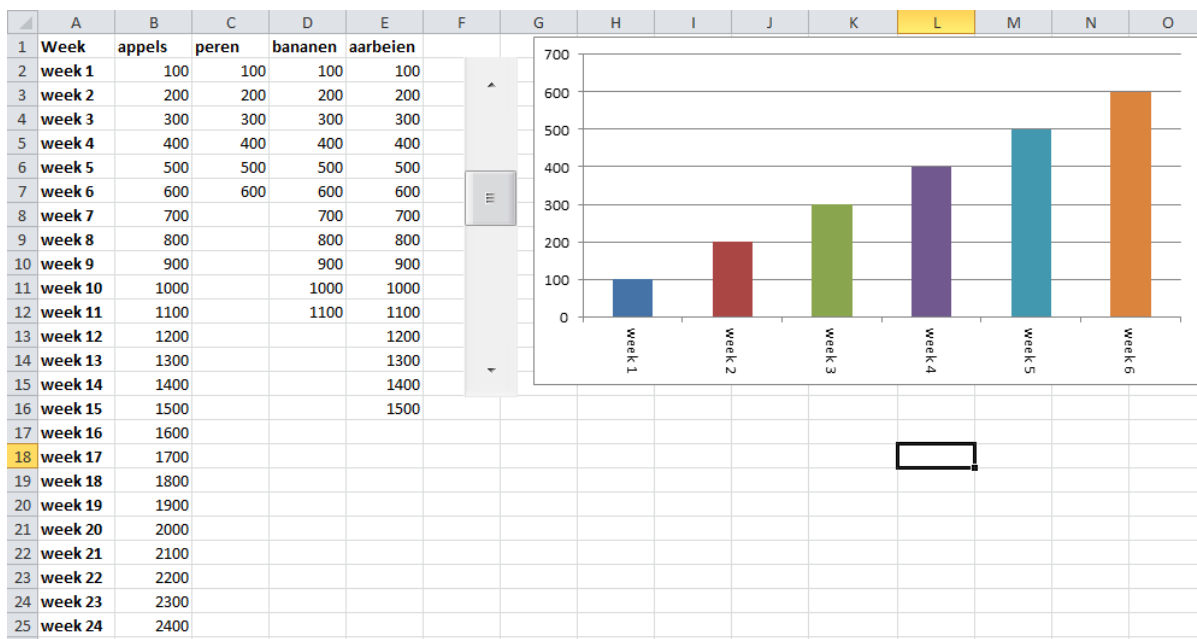 A B C D E F G H I J K L M N O
1 Week appels peren bananen aarbeien
2 week 1 100 100 100 100
3 week 2 200 200 200 200
4 week 3 300 300 300 300
5 week 4 400 400 400 400
6 week 5 500 500 500 500
7 week 6 600 600 600 600
8 week 7 700 700 700
9 week 8 800 800 800
10 week 9 900 900 900
11 week 10 1000 1000 1000
12 week 11 1100 1100 1100
13 week 12 1200 1200
14 week 13 1300 1300
15 week 14 1400 1400
16 week 15 1500 1500
17 week 16 1600
18 week 17 1700
19 week 18 1800
20 week 19 1900
21 week 20 2000
22 week 21 2100
23 week 22 2200
24 week 23 2300
25 week 24 2400
700
600
500
400
300
200
100
0
week 1
week 2
week 3
week 4
week 5
week 6